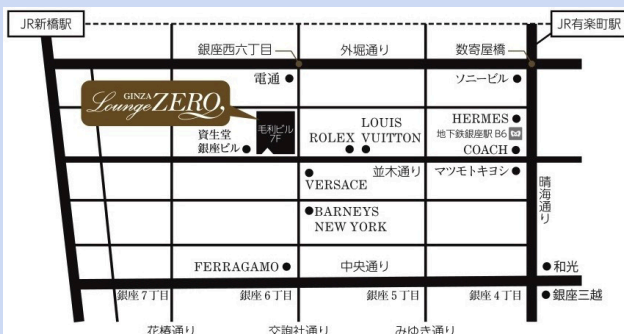 JR新橋駅
JR有楽町駅
銀座西六丁目
外堀通り
数寄屋橋
電通
ソニービル
GINZA
Lounge ZERO,
毛利ビル
7F
資生堂
銀座ビル
LOUIS
ROLEX VUITTON
HERMES
地下鉄銀座駅 B6
COACH
並木通り
マツモトキヨシ
VERSACE
晴海通り
BARNEYS
NEW YORK
FERRAGAMO
中央通り
和光
銀座7丁目
銀座6丁目
銀座5丁目
銀座4丁目
銀座三越
花椿通り
交詢社通り
みゆき通り